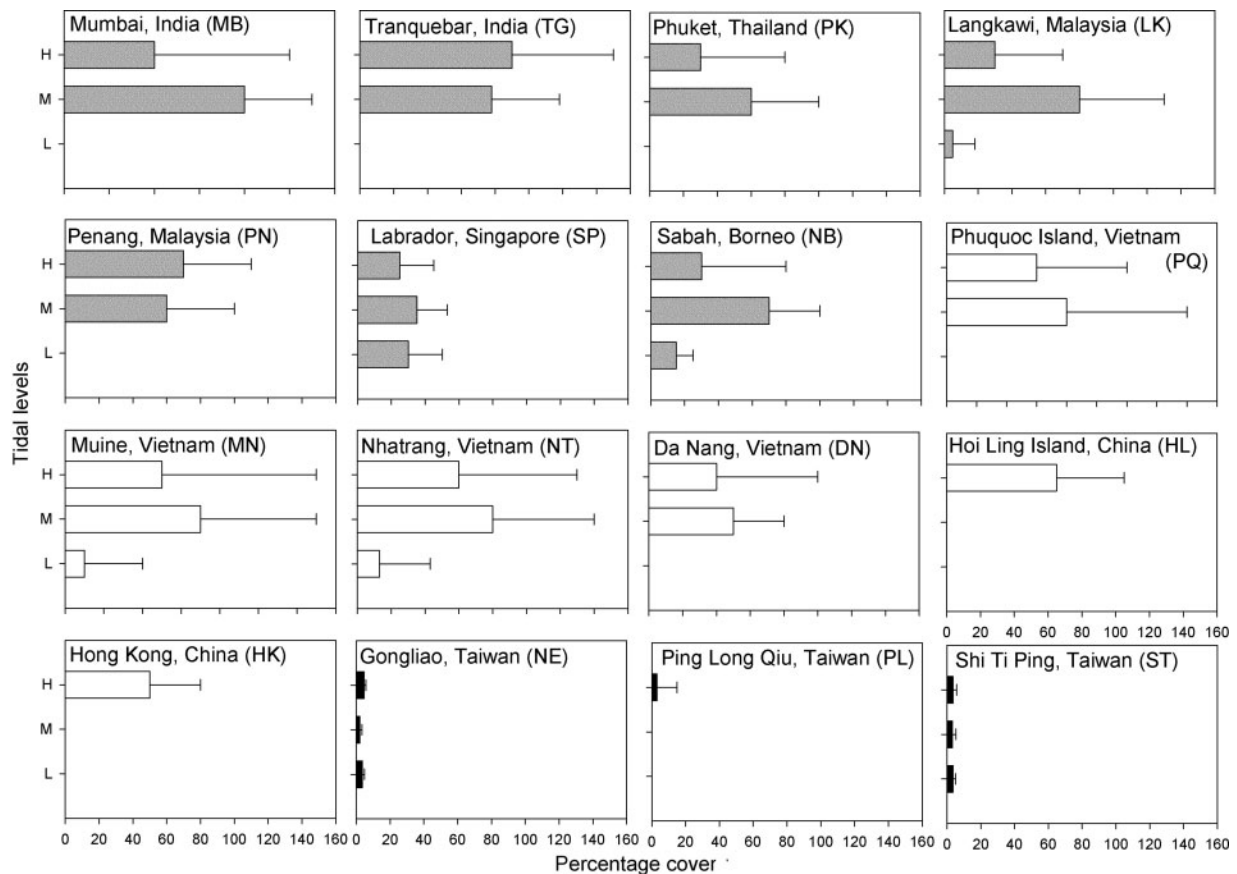 Mumbai, India (MB)
Tranquebar, India (TG)
Phuket, Thailand (PK)
Langkawi, Malaysia (LK)
H
M
L
Penang, Malaysia (PN)
Labrador, Singapore (SP)
Sabah, Borneo (NB)
Phuquoc Island, Vietnam
(PQ)
H
M
L
Tidal levels
Muine, Vietnam (MN)
Nhatrang, Vietnam (NT)
Da Nang, Vietnam (DN)
Hoi Ling Island, China (HL)
H
M
L
0 20 40 60 80 100 120 140 160
Hong Kong, China (HK)
Gongliao, Taiwan (NE)
Ping Long Qiu, Taiwan (PL)
Shi Ti Ping, Taiwan (ST)
H
M
L
0 20 40 60 80 100 120 140 160
0 20 40 60 80 100 120 140 160
0 20 40 60 80 100 120 140 160
0 20 40 60 80 100 120 140 160
Percentage cover